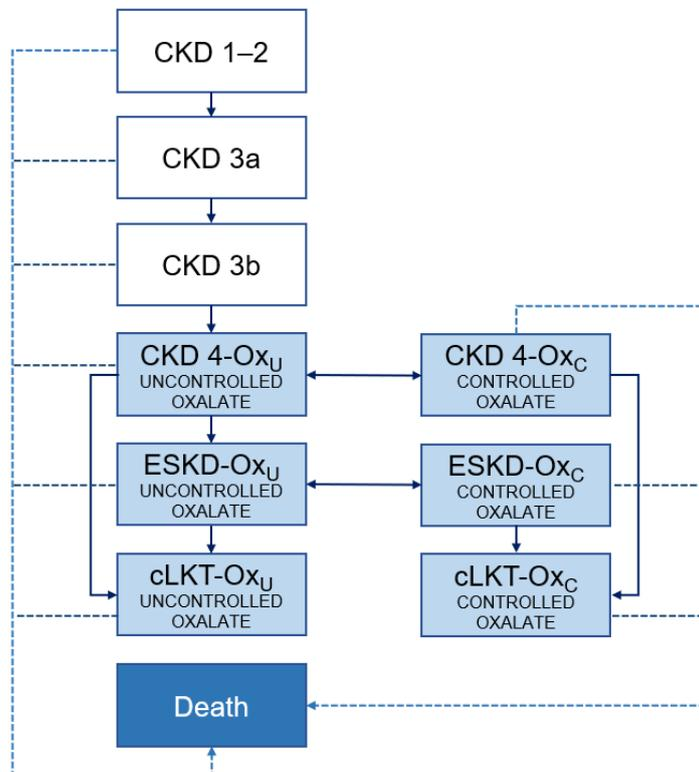 CKD 1–2
CKD 3a
CKD 3b
CKD 4-OxU
UNCONTROLLED
OXALATE
CKD 4-OxC
CONTROLLED
OXALATE
ESKD-OxU
UNCONTROLLED
OXALATE
ESKD-OxC
CONTROLLED
OXALATE
cLKT-OxU
UNCONTROLLED
OXALATE
cLKT-OxC
CONTROLLED
OXALATE
Death